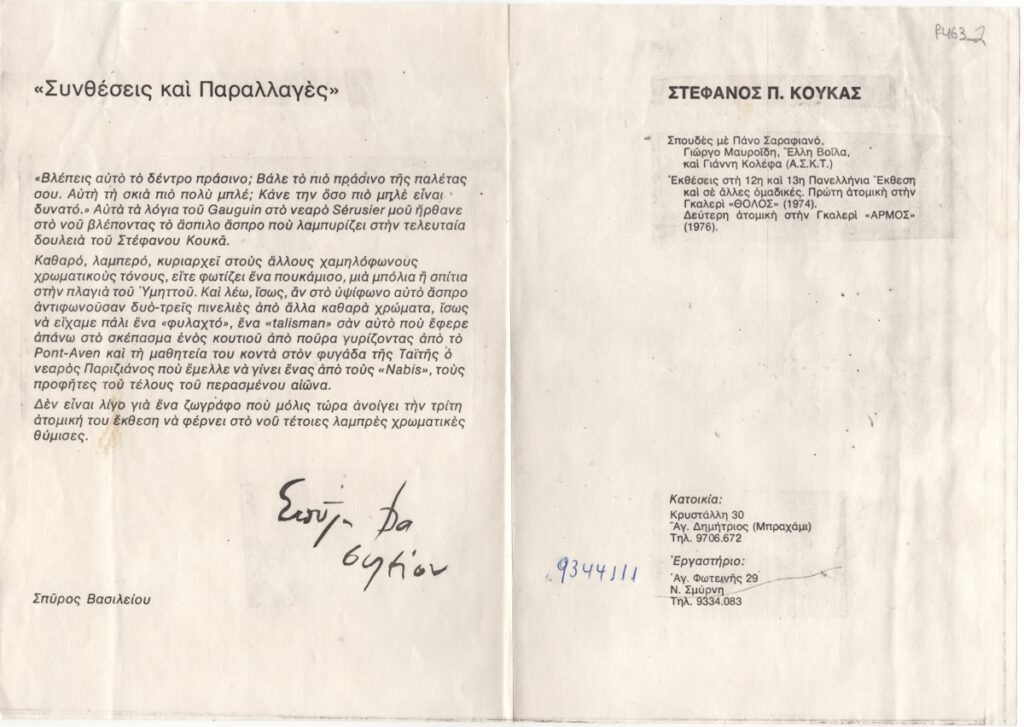 «Συνθέσεις καὶ Παραλλαγὲς»
«Βλέπεις αὐτὸ τὸ δέντρο πράσινο; Βάλε τὸ πιὸ πράσινο τῆς παλέτας
σου. Αὐτὴ τὴ σκιὰ πιὸ πολὺ μπλέ; Κάνε την ὅσο πιὸ μπλὲ εἶναι
δυνατό.» Αὐτὰ τὰ λόγια τοῦ Gauguin στὸ νεαρὸ Sérusier μοῦ ἦρθανε
στὸ νοῦ βλέποντας τὸ ἄσπιλο ἄσπρο ποὺ λαμπυρίζει στὴν τελευταία
δουλειὰ τοῦ Στέφανου Κουκᾶ.
Καθαρό, λαμπερό, κυριαρχεῖ στοὺς ἄλλους χαμηλόφωνους
χρωματικοὺς τόνους, εἴτε φωτίζει ἕνα πουκάμισο, μιὰ μπόλια ἢ σπίτια
στὴν πλαγιὰ τοῦ Ὑμηττοῦ. Καὶ λέω, ἴσως, ἂν στὸ ὑψίφωνο αὐτὸ ἄσπρο
ἀντιφωνοῦσαν δυὸ-τρεῖς πινελιὲς ἀπὸ ἄλλα καθαρὰ χρώματα, ἴσως
νὰ εἴχαμε πάλι ἕνα «φυλαχτό», ἕνα «talisman» σὰν αὐτὸ ποὺ ἔφερε
ἀπάνω στὸ σκέπασμα ἑνὸς κουτιοῦ ἀπὸ ποῦρα γυρίζοντας ἀπὸ τὸ
Pont-Aven καὶ τὴ μαθητεία του κοντὰ στὸν φυγάδα τῆς Ταϊτῆς ὁ
νεαρὸς Παριζιάνος ποὺ ἔμελλε νὰ γίνει ἕνας ἀπὸ τοὺς «Nabis», τοὺς
προφῆτες τοῦ τέλους τοῦ περασμένου αἰώνα.
Δὲν εἶναι λίγο γιὰ ἕνα ζωγράφο ποὺ μόλις τώρα ἀνοίγει τὴν τρίτη
ἀτομική του ἔκθεση νὰ φέρνει στὸ νοῦ τέτοιες λαμπρὲς χρωματικὲς
θύμισες.
Σπῦρος Βασιλείου
P463_2
ΣΤΕΦΑΝΟΣ Π. ΚΟΥΚΑΣ
Σπουδὲς μὲ Πάνο Σαραφιανό,
Γιῶργο Μαυροΐδη, Ἕλλη Βοΐλα,
καὶ Γιάννη Κολέφα (Α.Σ.Κ.Τ.)
Ἐκθέσεις στὴ 12η καὶ 13η Πανελλήνια Ἔκθεση
καὶ σὲ ἄλλες ὁμαδικές. Πρώτη ἀτομικὴ στὴν
Γκαλερὶ «ΘΟΛΟΣ» (1974).
Δεύτερη ἀτομικὴ στὴν Γκαλερὶ «ΑΡΜΟΣ»
(1976).
Κατοικία:
Κρυστάλλη 30
Ἁγ. Δημήτριος (Μπραχάμι)
Τηλ. 9706.672
Ἐργαστήριο:
Ἁγ. Φωτεινῆς 29
Ν. Σμύρνη
Τηλ. 9334.083
9344111